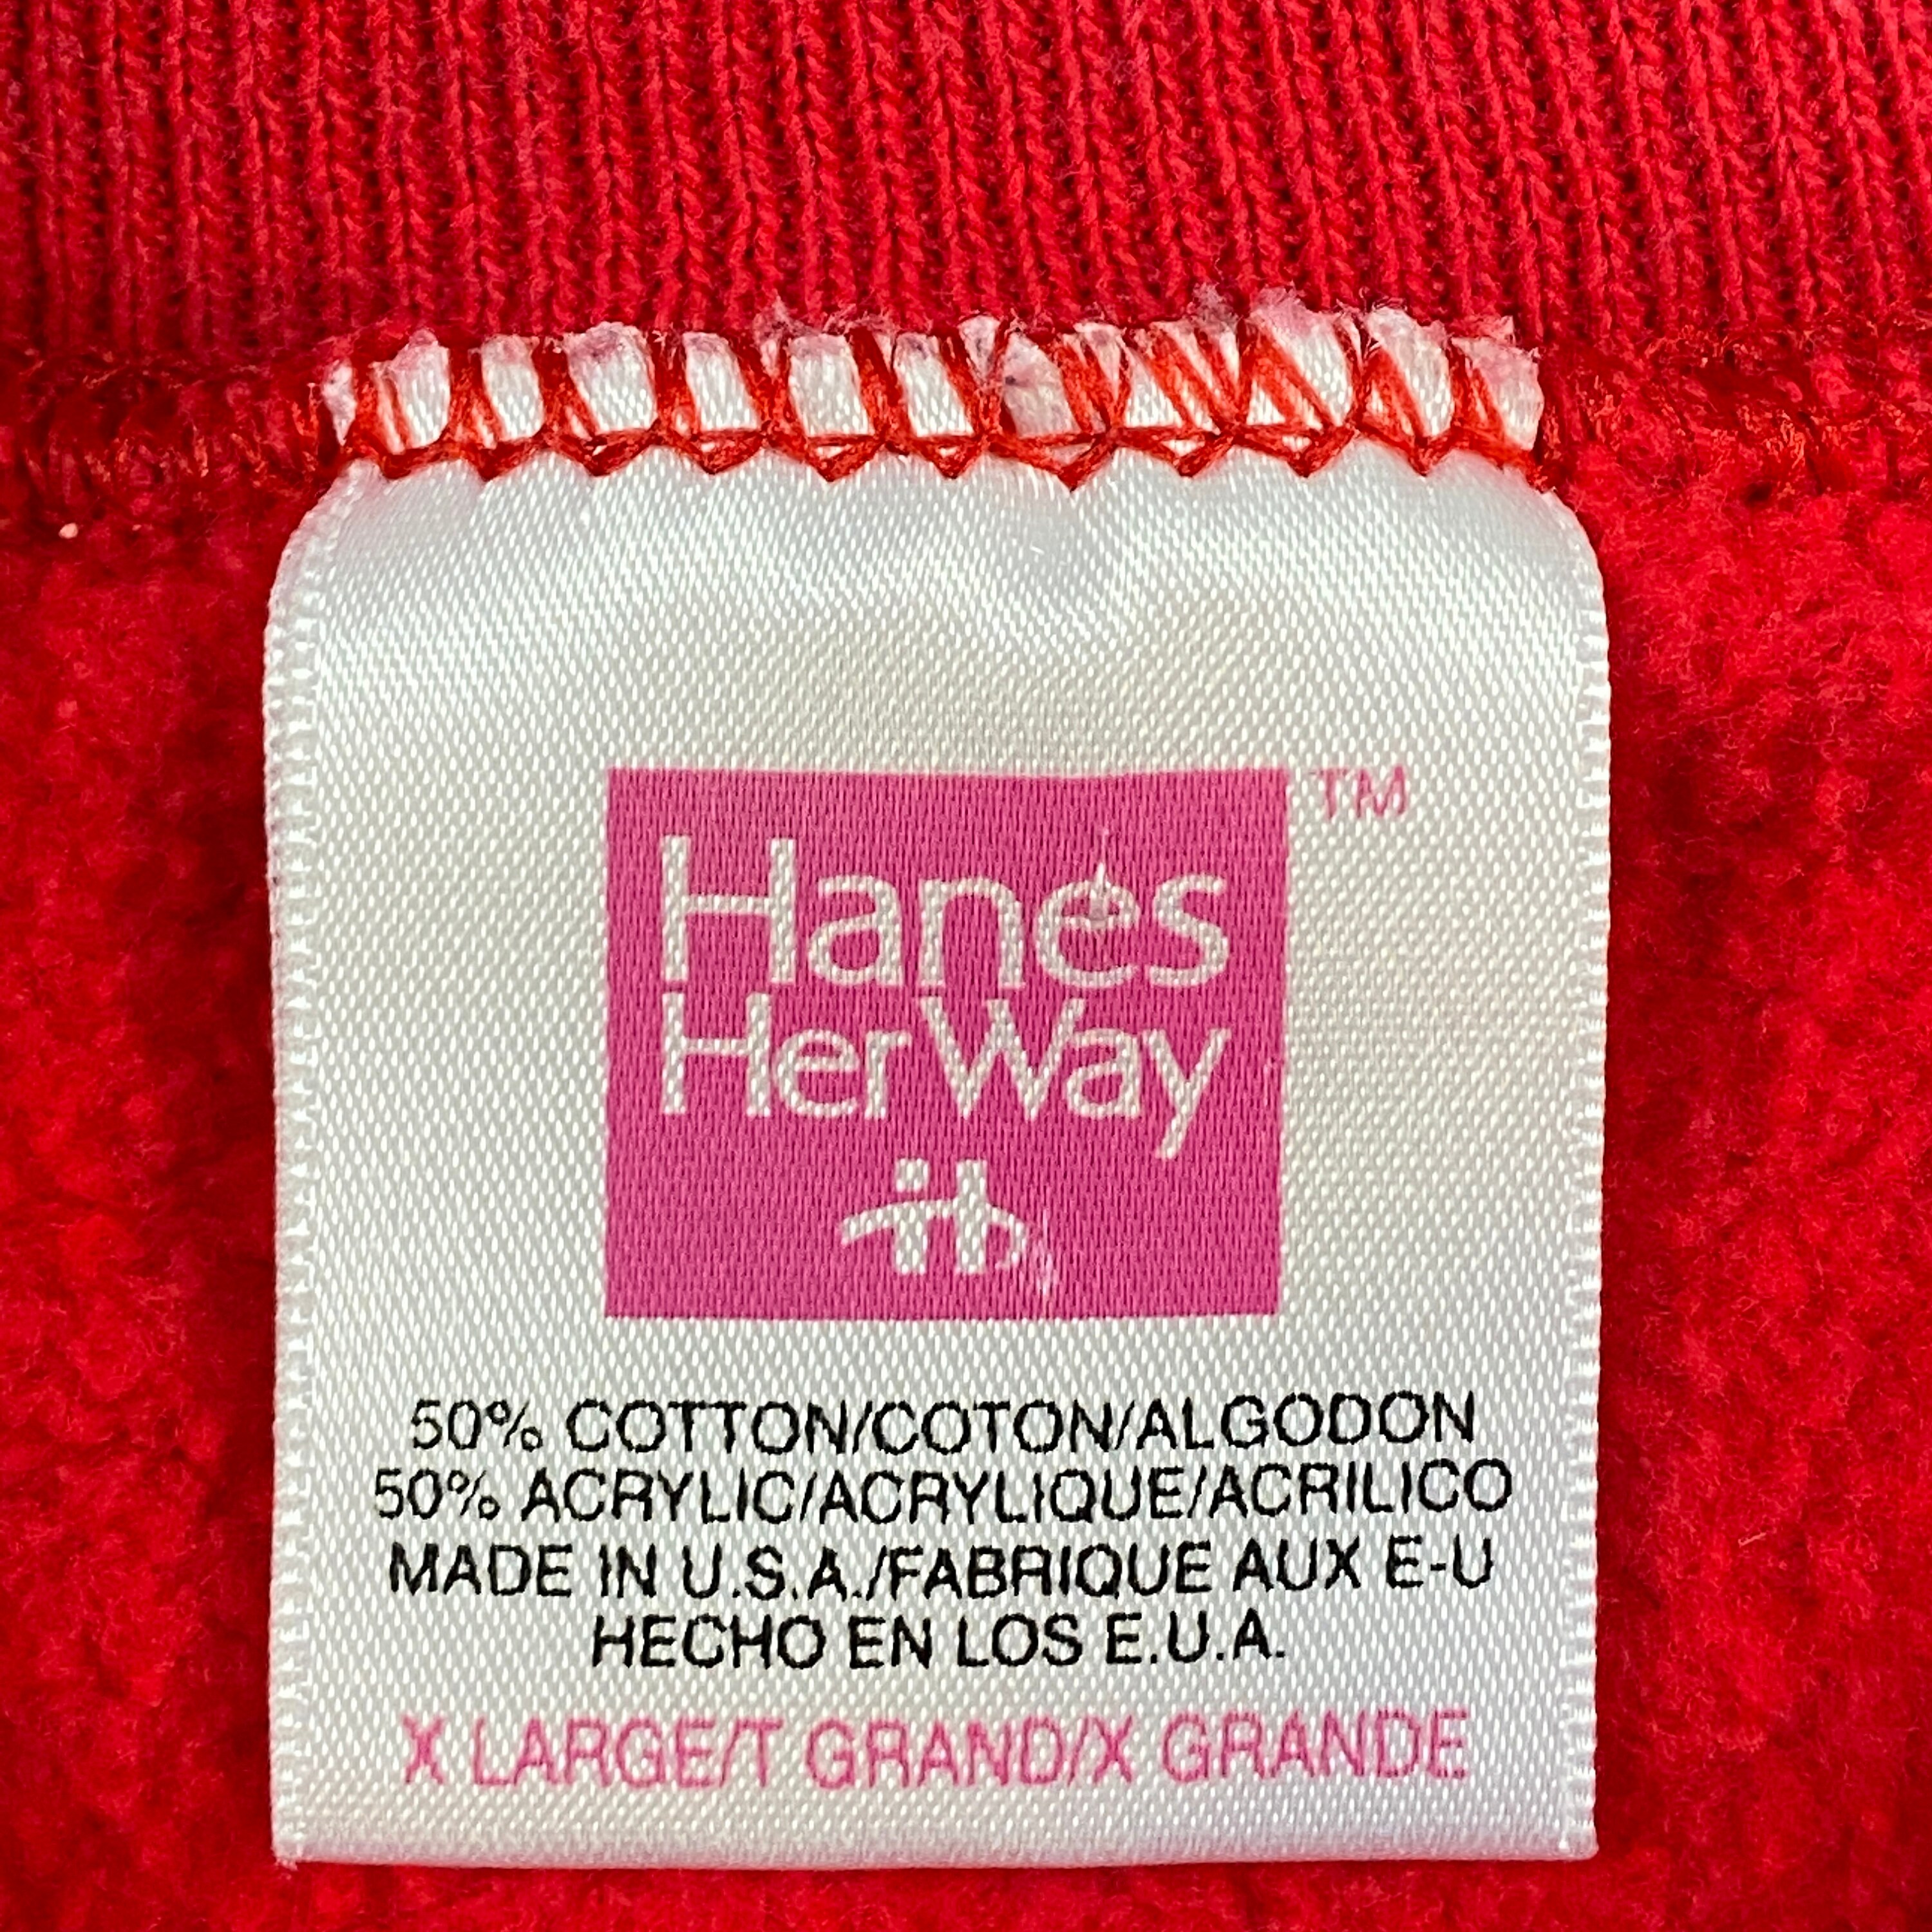 Hanes
HerWay
TM
50% COTTON/COTON/ALGODON
50% ACRYLIC/ACRYLIQUE/ACRILICO
MADE IN U.S.A./FABRIQUE AUX E-U
HECHO EN LOS E.U.A.
X LARGE/T GRAND/X GRANDE